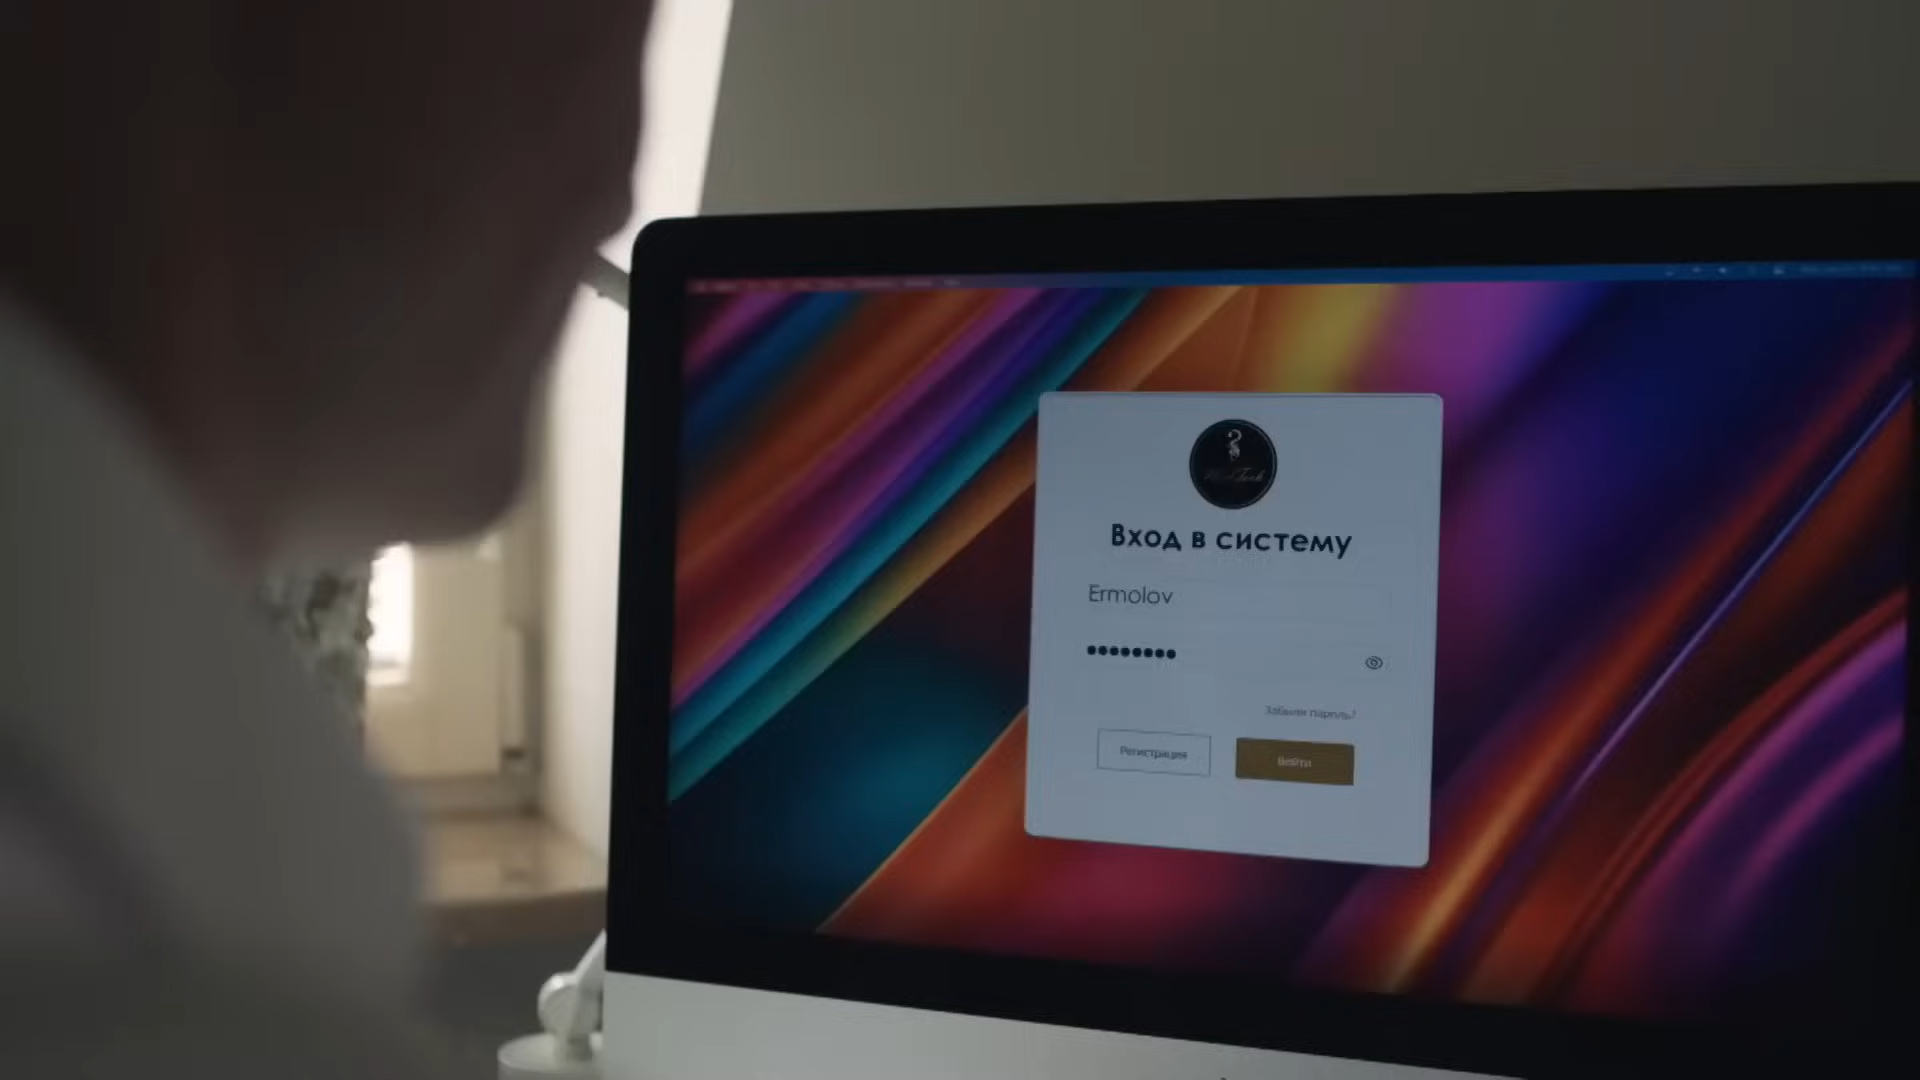 Вход в систему
Ermolov
Забыли пароль?
Регистрация
Войти